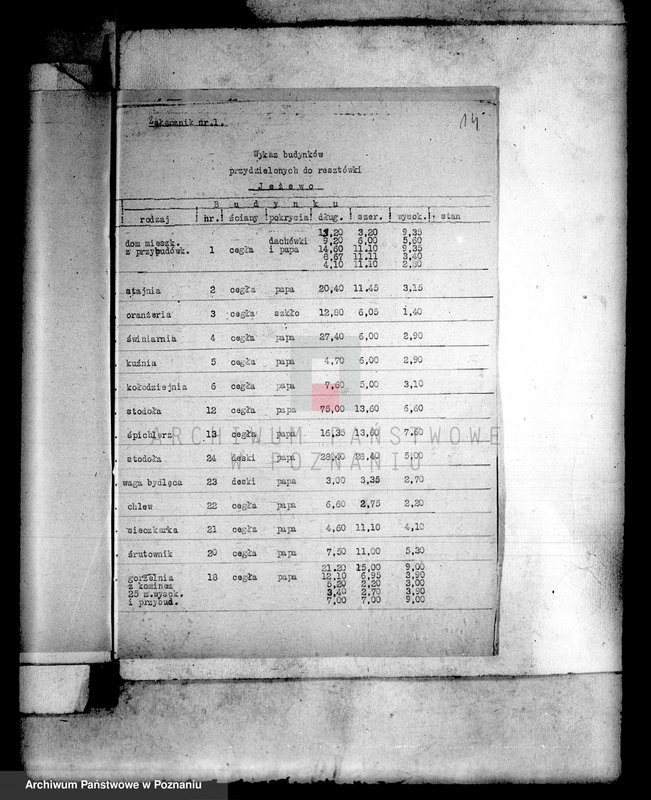 Załącznik nr.1.
14
Wykaz budynków
przydzielonych do resztówki
Jeżewo
Budynku
rodzaj nr. ściany pokrycia dług. szer. wysok. stan
13,20 3,20 9,35
dom mieszk. dachówki 9,20 6,00 5,60
z przybudówk. 1 cegła i papa 14,60 11,10 9,35
6,67 11,11 3,40
4,10 11,10 2,90
stajnia 2 cegła papa 20,40 11.45 3,15
oranżeria 3 cegła szkło 12,80 6,05 1,40
świniarnia 4 cegła papa 27,40 6,00 2,90
kuźnia 5 cegła papa 4,70 6,00 2,90
kołodziejnia 6 cegła papa 7,60 5,00 3,10
stodoła 12 cegła papa 75,00 13,60 6,60
śpichlerz 13 cegła papa 16,35 13,60 7.50
stodoła 24 deski papa 28,40 28,40 5,00
waga bydlęca 23 deski papa 3,00 3,35 2,70
chlew 22 cegła papa 6,60 2,75 2,20
sieczkarka 21 cegła papa 4,60 11,10 4,10
śrutownik 20 cegła papa 7,50 11,00 5,30
21.20 15,00 9,00
gorzelnia 18 cegła papa 12,10 6,95 3,90
z kominem 5,20 2,20 3,00
25 m.wysok. 3,40 2,70 3,90
i przybud. 7,00 7,00 9,00
ARCHIWUM PAŃSTWOWE
W POZNANIU
Archiwum Państwowe w Poznaniu